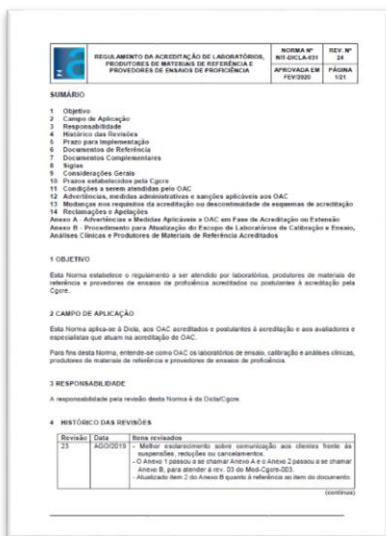 REGULAMENTO DA ACREDITAÇÃO DE LABORATÓRIOS,
PRODUTORES DE MATERIAIS DE REFERÊNCIA E
PROVEDORES DE ENSAIOS DE PROFICIÊNCIA
NORMA Nº
NIT-DICLA-031
REV. Nº
24
APROVADA EM
FEV/2020
PÁGINA
1/21
SUMÁRIO
1 Objetivo
2 Campo de Aplicação
3 Responsabilidade
4 Histórico das Revisões
5 Prazo para Implementação
6 Documentos de Referência
7 Documentos Complementares
8 Siglas
9 Considerações Gerais
10 Prazos estabelecidos pela Cgcre
11 Condições a serem atendidas pelo OAC
12 Advertências, medidas administrativas e sanções aplicáveis aos OAC
13 Mudanças nos requisitos da acreditação ou descontinuidade de esquemas de acreditação
14 Reclamações e Apelações
Anexo A - Advertências e Medidas Aplicáveis a OAC em Fase de Acreditação ou Extensão
Anexo B - Procedimento para Atualização do Escopo de Laboratórios de Calibração e Ensaio,
Análises Clínicas e Produtores de Materiais de Referência Acreditados
1 OBJETIVO
Esta Norma estabelece o regulamento a ser atendido por laboratórios, produtores de materiais de
referência e provedores de ensaios de proficiência acreditados ou postulantes à acreditação pela
Cgcre.
2 CAMPO DE APLICAÇÃO
Esta Norma aplica-se à Dicla, aos OAC acreditados e postulantes à acreditação e aos avaliadores e
especialistas que atuam na acreditação de OAC.
Para fins desta Norma, entende-se como OAC os laboratórios de ensaio, calibração e análises clínicas,
produtores de materiais de referência e provedores de ensaios de proficiência.
3 RESPONSABILIDADE
A responsabilidade pela revisão desta Norma é da Dicla/Cgcre.
4 HISTÓRICO DAS REVISÕES
Revisão Data Itens revisados
23 AGO/2019 - Melhor esclarecimento sobre comunicação aos clientes frente às
suspensões, reduções ou cancelamentos.
- O Anexo 1 passou a se chamar Anexo A e o Anexo 2 passou a se chamar
Anexo B, para atender à rev. 03 do Mod-Cgcre-003.
- Atualizado item 2 do Anexo B quanto à referência ao item do documento.
(continua)